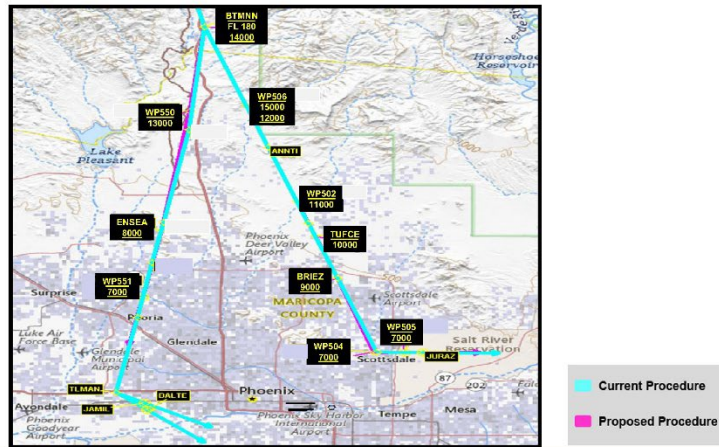 BTMNN
FL 180
14000
Horseshoe
Reservoir
WP506
15000
12000
WP550
13000
ANNTI
Lake
Pleasant
WP502
11000
ENSEA
8000
TUFCE
10000
Phoenix
Deer Valley
Airport
BRIEZ
9000
WP551
7000
Surprise
MARICOPA
COUNTY
Scottsdale
Airport
Peoria
WP505
7000
Luke Air
Force Base
Glendale
WP504
7000
Salt River
Reservation
Glendale
Municipal
Airport
Scottsdale
JURAZ
87
202
TLMAN
DALTE
Phoenix
JAMIL
Avondale
Phoenix
Goodyear
Airport
Phoenix Sky Harbor
International
Airport
Tempe
Mesa
Current Procedure
Proposed Procedure